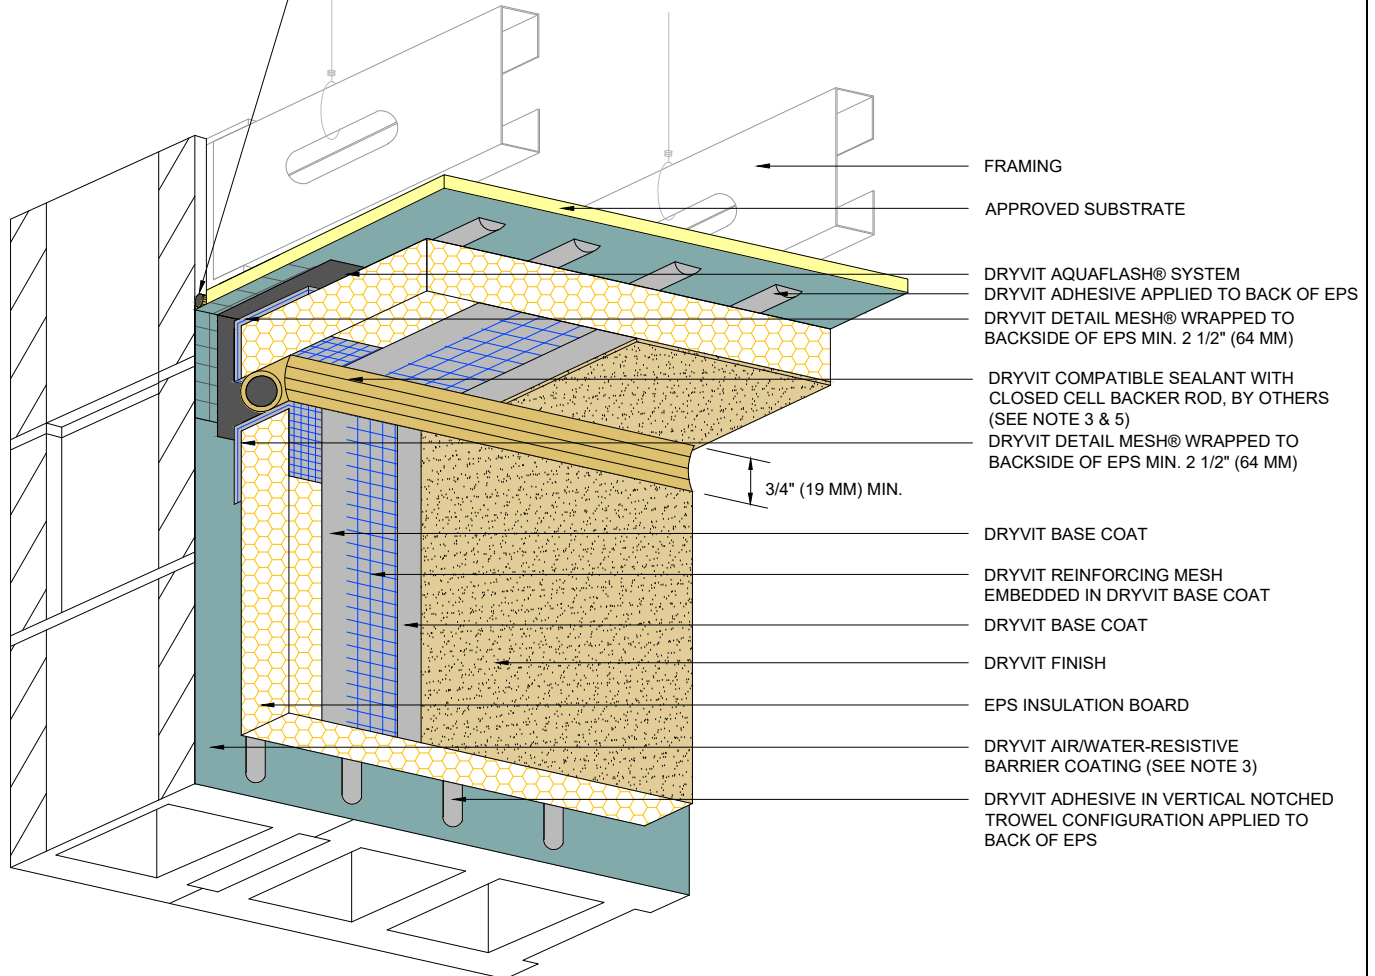 FRAMING
APPROVED SUBSTRATE
DRYVIT AQUAFLASH® SYSTEM
DRYVIT ADHESIVE APPLIED TO BACK OF EPS
DRYVIT DETAIL MESH® WRAPPED TO
BACKSIDE OF EPS MIN. 2 1/2" (64 MM)
DRYVIT COMPATIBLE SEALANT WITH
CLOSED CELL BACKER ROD, BY OTHERS
(SEE NOTE 3 & 5)
DRYVIT DETAIL MESH® WRAPPED TO
BACKSIDE OF EPS MIN. 2 1/2" (64 MM)
3/4" (19 MM) MIN.
DRYVIT BASE COAT
DRYVIT REINFORCING MESH
EMBEDDED IN DRYVIT BASE COAT
DRYVIT BASE COAT
DRYVIT FINISH
EPS INSULATION BOARD
DRYVIT AIR/WATER-RESISTIVE
BARRIER COATING (SEE NOTE 3)
DRYVIT ADHESIVE IN VERTICAL NOTCHED
TROWEL CONFIGURATION APPLIED TO
BACK OF EPS